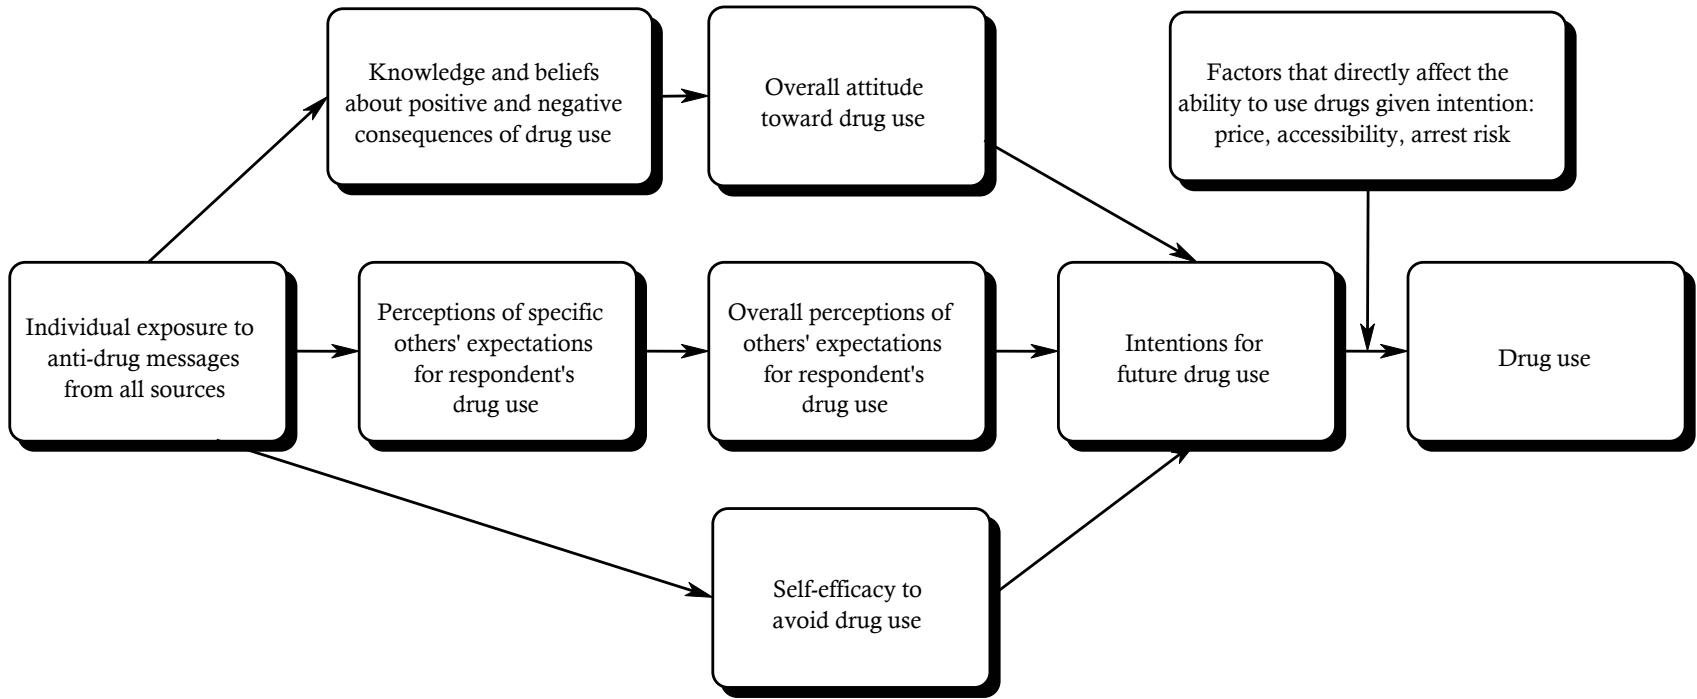 Knowledge and beliefs
about positive and negative
consequences of drug use
Overall attitude
toward drug use
Factors that directly affect the
ability to use drugs given intention:
price, accessibility, arrest risk
Individual exposure to
anti-drug messages
from all sources
Perceptions of specific
others' expectations
for respondent's
drug use
Overall perceptions of
others' expectations
for respondent's
drug use
Intentions for
future drug use
Drug use
Self-efficacy to
avoid drug use